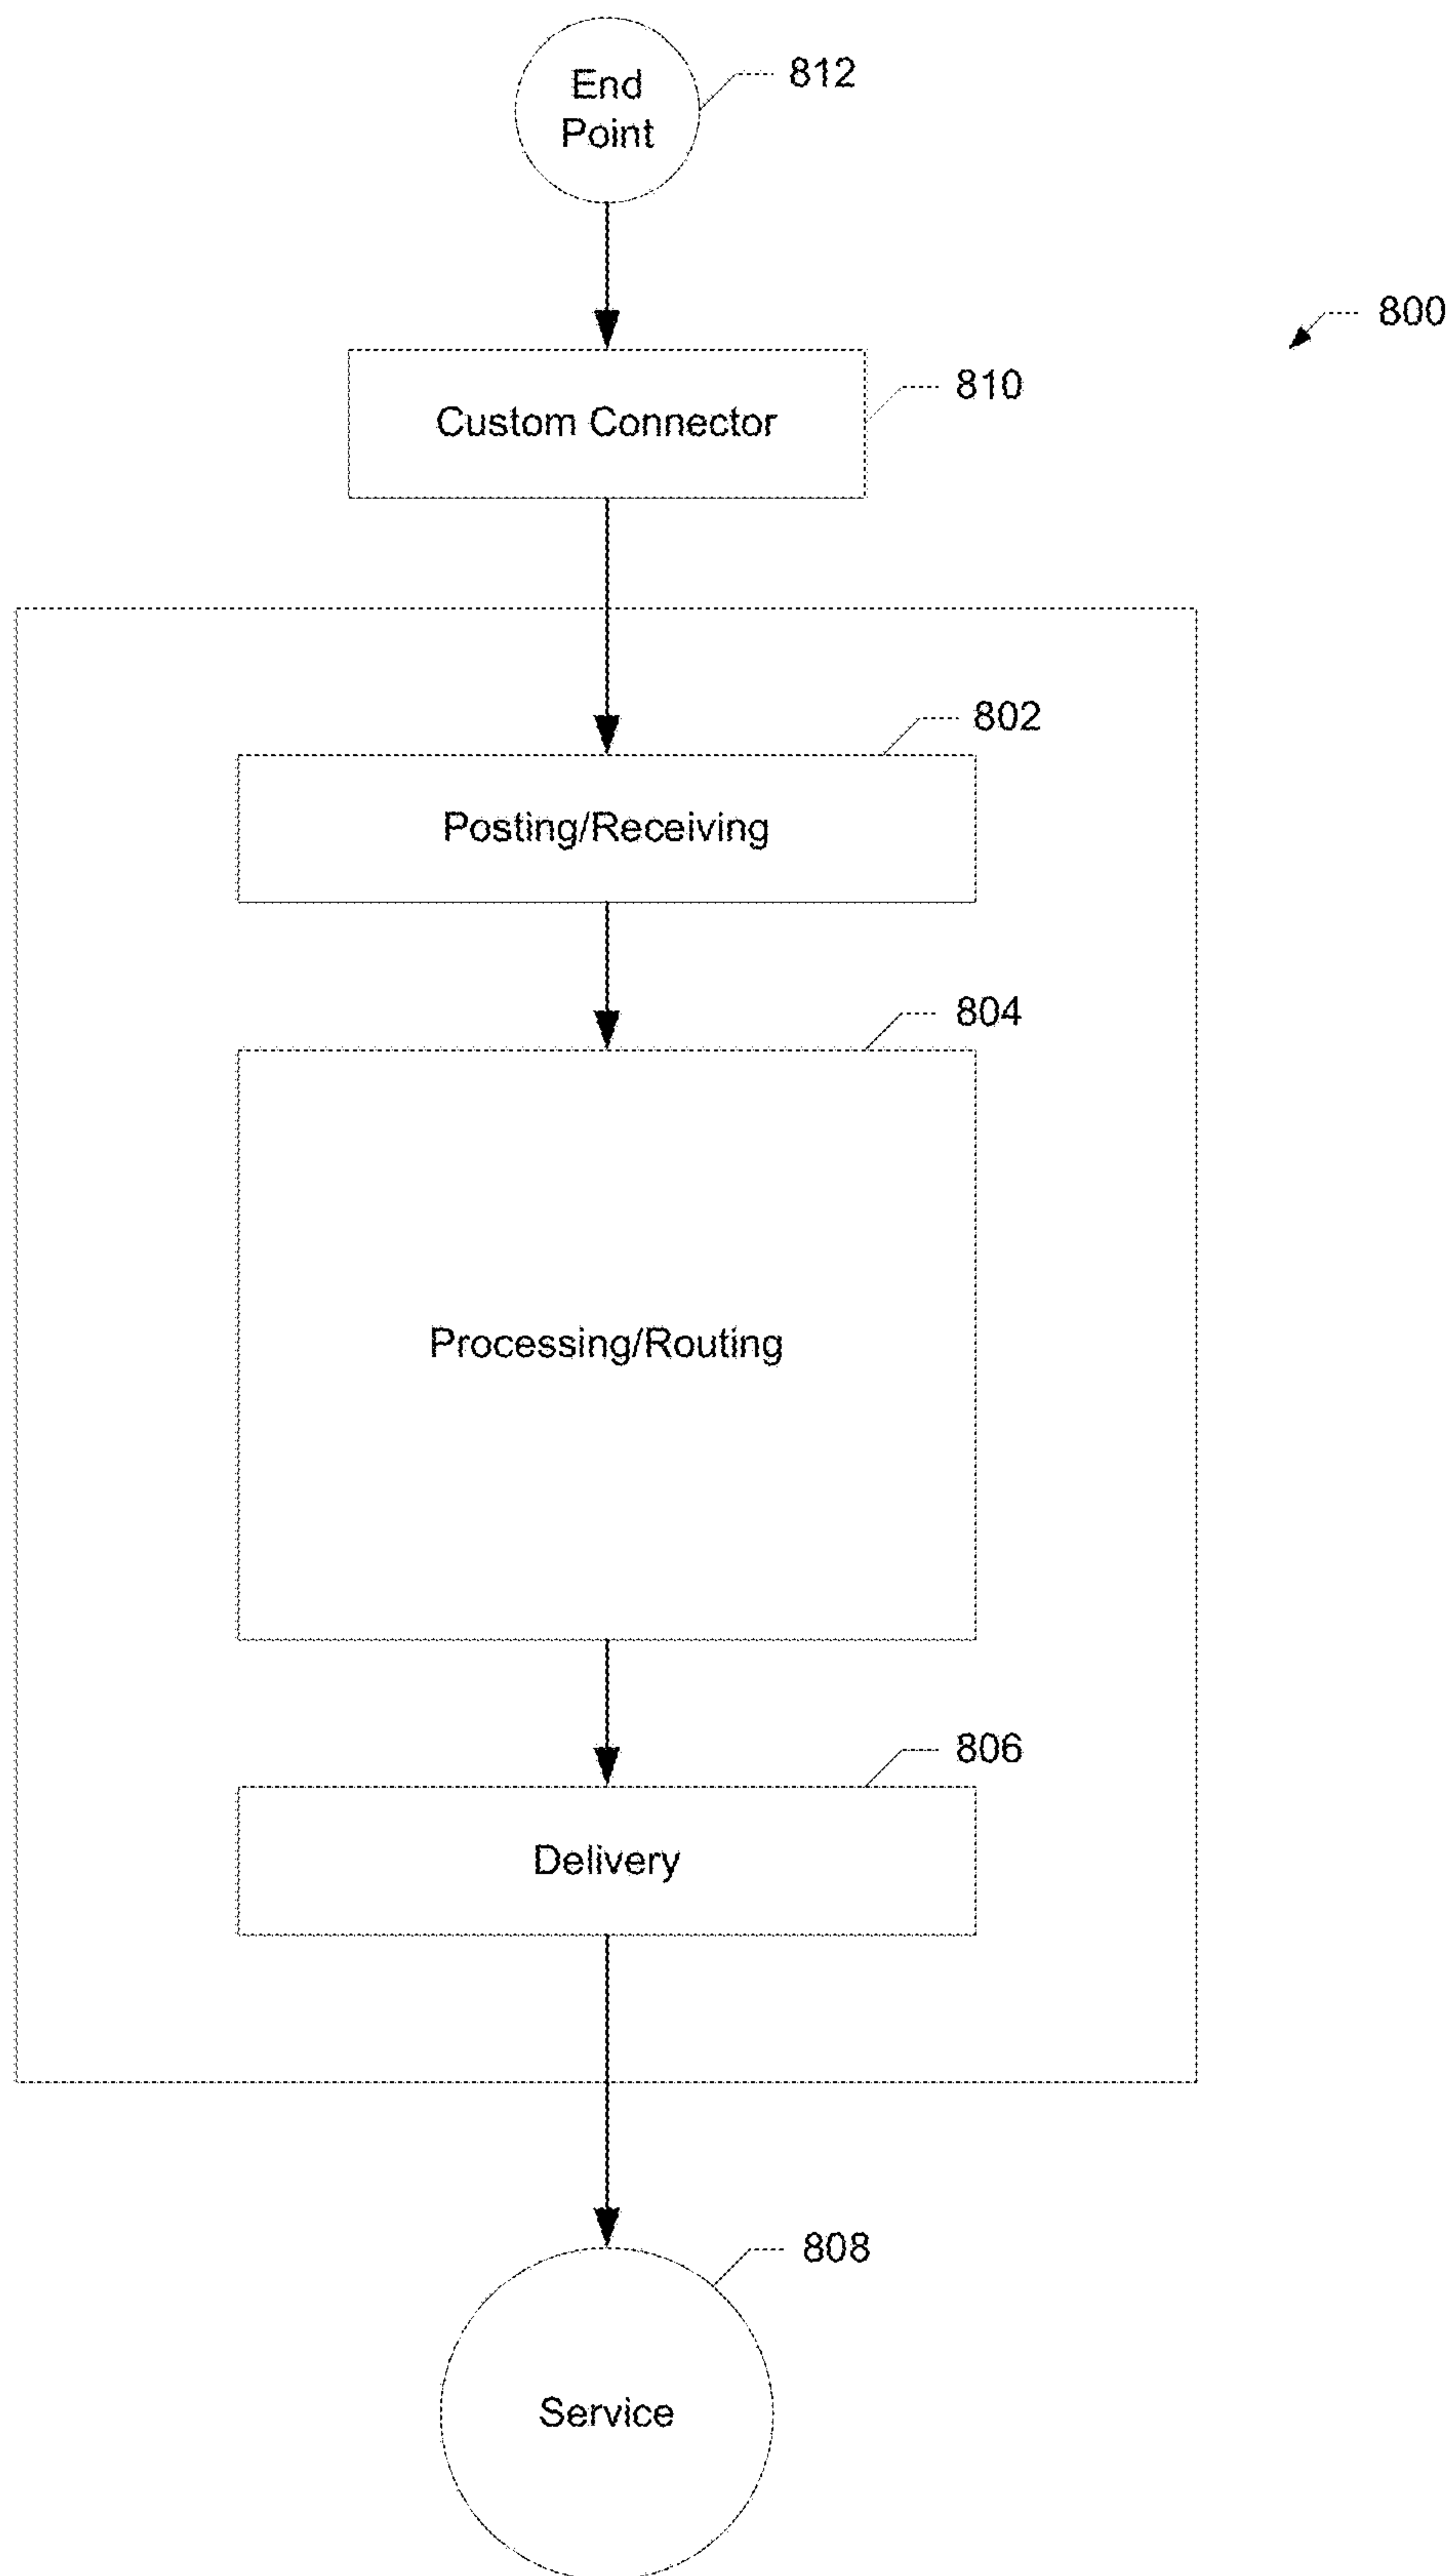 End
Point
812
800
Custom Connector
810
802
Posting/Receiving
804
Processing/Routing
806
Delivery
808
Service